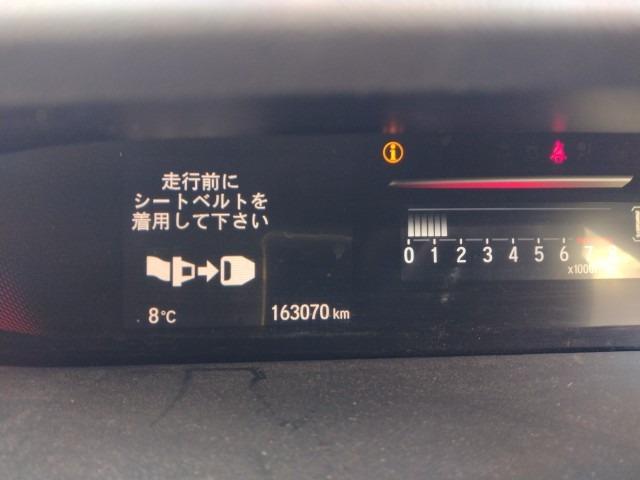 走行前に
シートベルトを
着用して下さい
8℃
163070 km
0 1 2 3 4 5 6 7 8